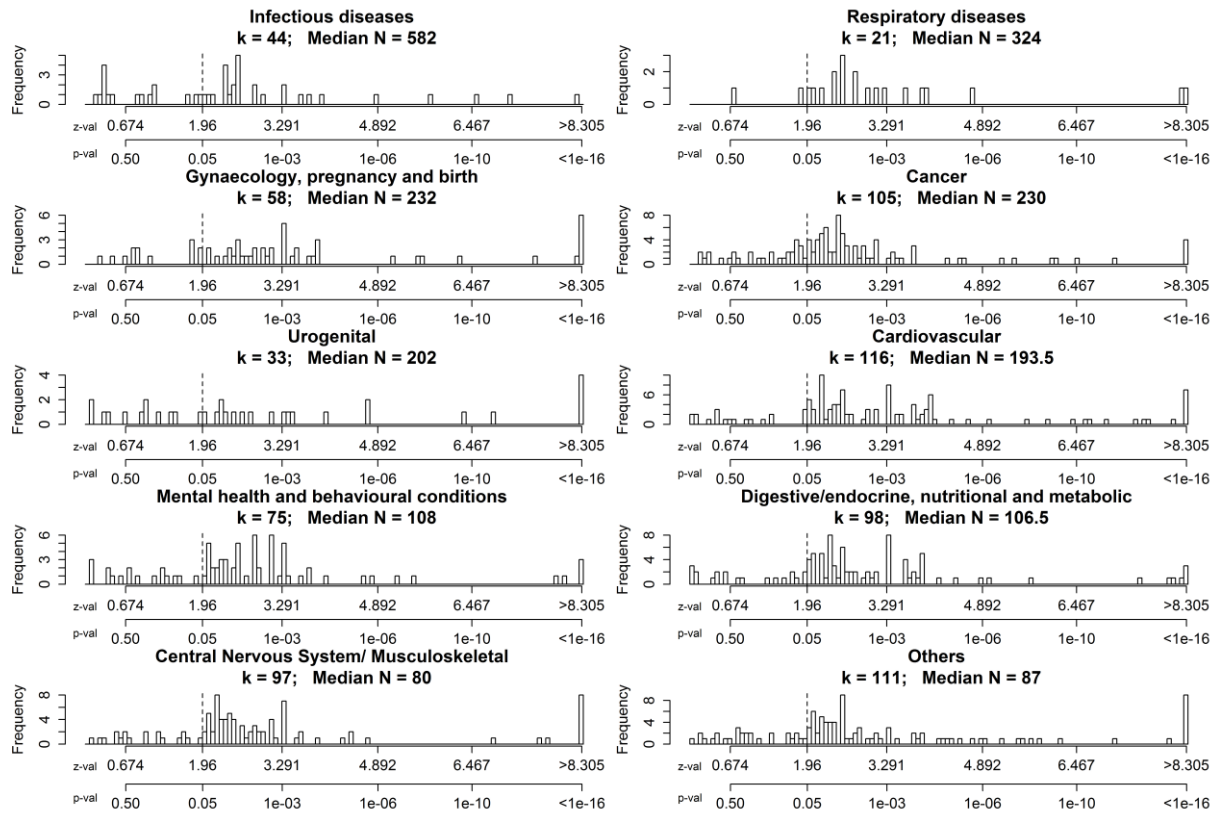 Infectious diseases
k = 44; Median N = 582
Frequency
0 3
z-val 0.674 1.96 3.291 4.892 6.467 >8.305
p-val 0.50 0.05 1e-03 1e-06 1e-10 <1e-16
Respiratory diseases
k = 21; Median N = 324
Frequency
0 2
z-val 0.674 1.96 3.291 4.892 6.467 >8.305
p-val 0.50 0.05 1e-03 1e-06 1e-10 <1e-16
Gynaecology, pregnancy and birth
k = 58; Median N = 232
Frequency
0 3 6
z-val 0.674 1.96 3.291 4.892 6.467 >8.305
p-val 0.50 0.05 1e-03 1e-06 1e-10 <1e-16
Cancer
k = 105; Median N = 230
Frequency
0 4 8
z-val 0.674 1.96 3.291 4.892 6.467 >8.305
p-val 0.50 0.05 1e-03 1e-06 1e-10 <1e-16
Urogenital
k = 33; Median N = 202
Frequency
0 2 4
z-val 0.674 1.96 3.291 4.892 6.467 >8.305
p-val 0.50 0.05 1e-03 1e-06 1e-10 <1e-16
Cardiovascular
k = 116; Median N = 193.5
Frequency
0 6
z-val 0.674 1.96 3.291 4.892 6.467 >8.305
p-val 0.50 0.05 1e-03 1e-06 1e-10 <1e-16
Mental health and behavioural conditions
k = 75; Median N = 108
Frequency
0 3 6
z-val 0.674 1.96 3.291 4.892 6.467 >8.305
p-val 0.50 0.05 1e-03 1e-06 1e-10 <1e-16
Digestive/endocrine, nutritional and metabolic
k = 98; Median N = 106.5
Frequency
0 4 8
z-val 0.674 1.96 3.291 4.892 6.467 >8.305
p-val 0.50 0.05 1e-03 1e-06 1e-10 <1e-16
Central Nervous System/ Musculoskeletal
k = 97; Median N = 80
Frequency
0 4 8
z-val 0.674 1.96 3.291 4.892 6.467 >8.305
p-val 0.50 0.05 1e-03 1e-06 1e-10 <1e-16
Others
k = 111; Median N = 87
Frequency
0 4 8
z-val 0.674 1.96 3.291 4.892 6.467 >8.305
p-val 0.50 0.05 1e-03 1e-06 1e-10 <1e-16